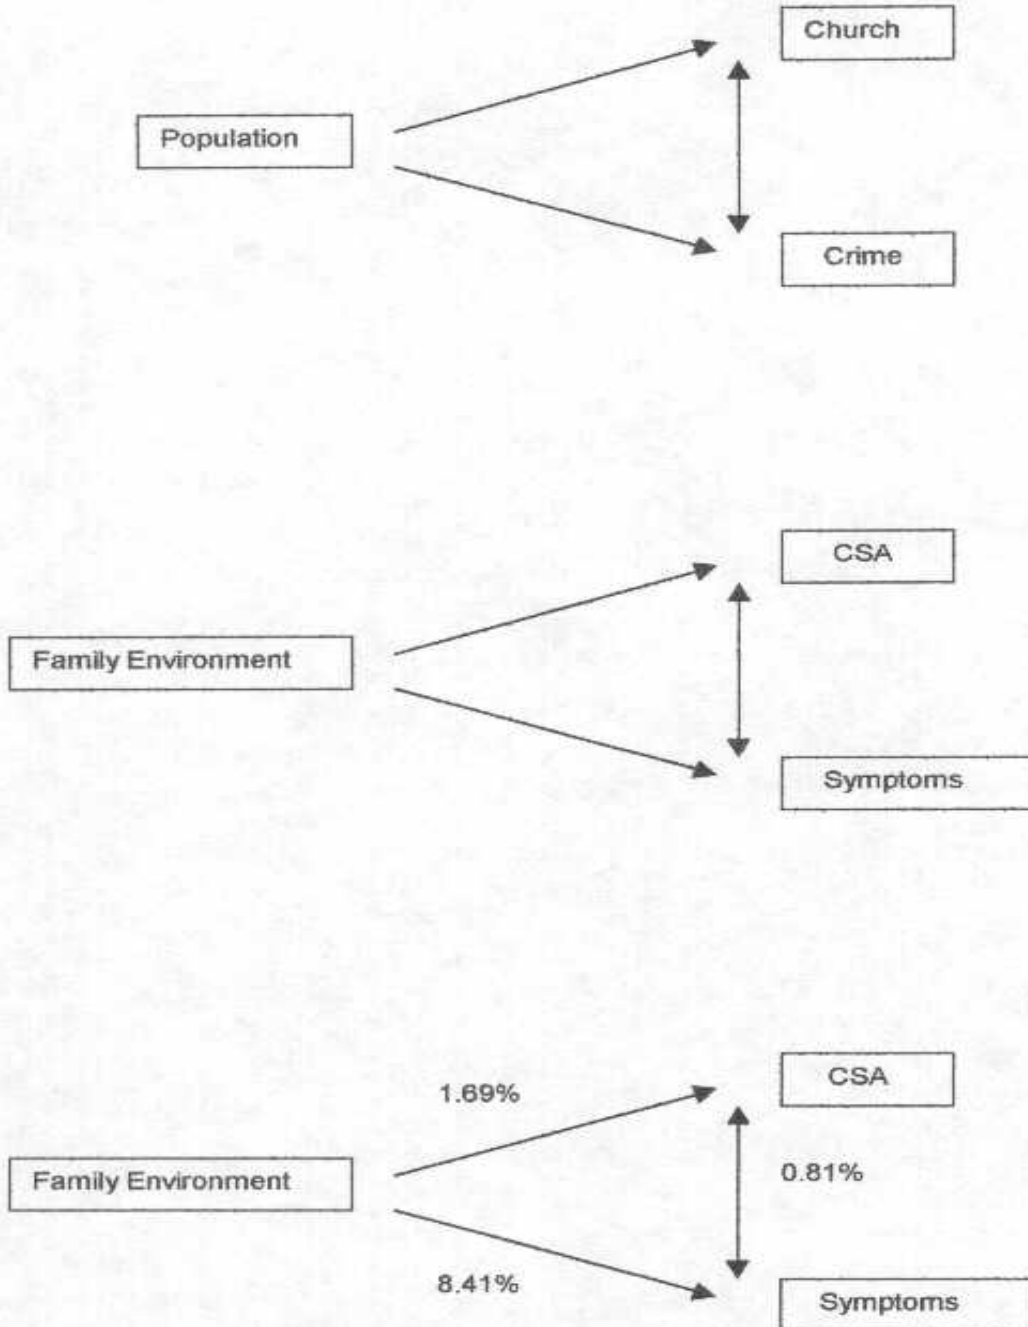 Church
Population
Crime
CSA
Family Environment
Symptoms
CSA
1.69%
Family Environment
0.81%
8.41%
Symptoms